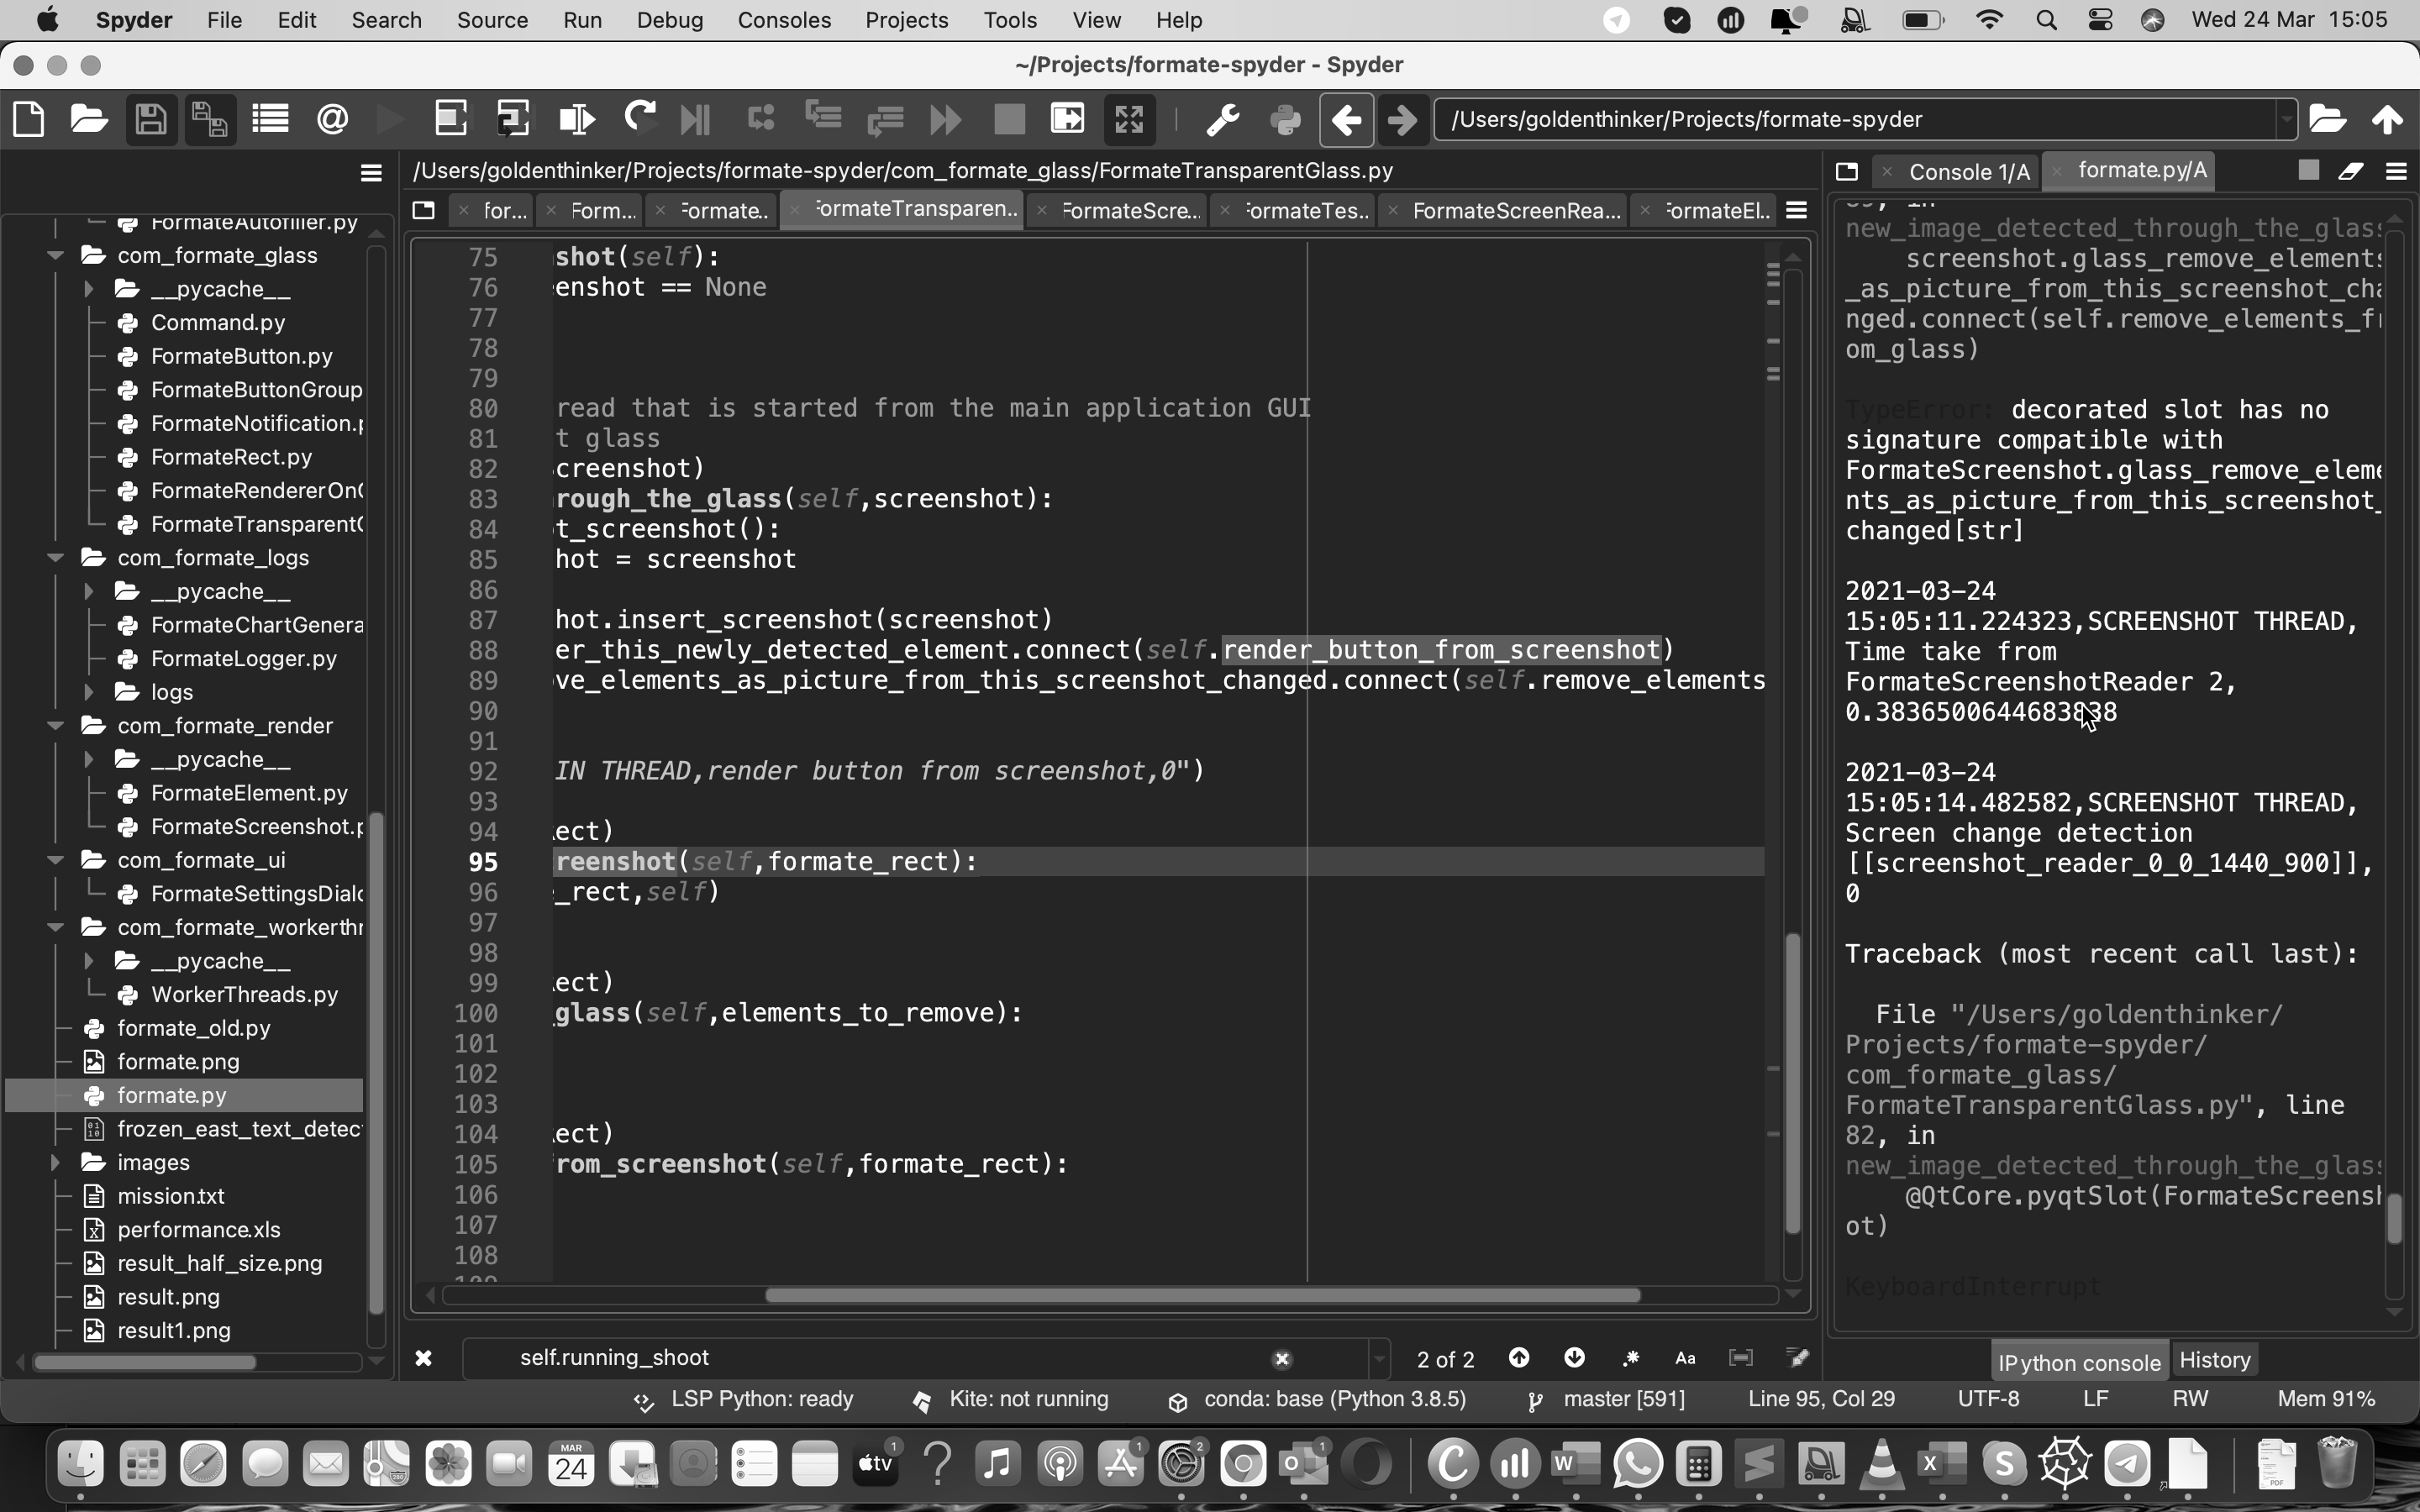 Spyder File Edit Search Source Run Debug Consoles Projects Tools View Help Wed 24 Mar 15:05
~/Projects/formate-spyder - Spyder
/Users/goldenthinker/Projects/formate-spyder
/Users/goldenthinker/Projects/formate-spyder/com_formate_glass/FormateTransparentGlass.py
Console 1/A formate.py/A
for... Form... Formate.. FormateTransparen.. FormateScre... FormateTes.. FormateScreenRea... FormateEl..
FormateAutofiller.py
com_formate_glass
__pycache__
Command.py
FormateButton.py
FormateButtonGroup
FormateNotification.p
FormateRect.py
FormateRendererOn
FormateTransparent
com_formate_logs
__pycache__
FormateChartGenera
FormateLogger.py
logs
com_formate_render
__pycache__
FormateElement.py
FormateScreenshot.p
com_formate_ui
FormateSettingsDialo
com_formate_workerthr
__pycache__
WorkerThreads.py
formate_old.py
formate.png
formate.py
frozen_east_text_detec
images
mission.txt
performance.xls
result_half_size.png
result.png
result1.png
75 shot(self):
76 enshot == None
77
78
79
80 read that is started from the main application GUI
81 t glass
82 creenshot)
83 rough_the_glass(self,screenshot):
84 t_screenshot():
85 hot = screenshot
86
87 hot.insert_screenshot(screenshot)
88 er_this_newly_detected_element.connect(self.render_button_from_screenshot)
89 ve_elements_as_picture_from_this_screenshot_changed.connect(self.remove_elements
90
91
92 IN THREAD,render button from screenshot,0")
93
94 ect)
95 reenshot(self,formate_rect):
96 _rect,self)
97
98
99 ect)
100 _glass(self,elements_to_remove):
101
102
103
104 ect)
105 rom_screenshot(self,formate_rect):
106
107
108
109
89, in
new_image_detected_through_the_glass
screenshot.glass_remove_elements
_as_picture_from_this_screenshot_cha
nged.connect(self.remove_elements_fr
om_glass)
TypeError: decorated slot has no
signature compatible with
FormateScreenshot.glass_remove_eleme
nts_as_picture_from_this_screenshot_
changed[str]
2021-03-24
15:05:11.224323,SCREENSHOT THREAD,
Time take from
FormateScreenshotReader 2,
0.3836500644683838
2021-03-24
15:05:14.482582,SCREENSHOT THREAD,
Screen change detection
[[screenshot_reader_0_0_1440_900]],
0
Traceback (most recent call last):
File "/Users/goldenthinker/
Projects/formate-spyder/
com_formate_glass/
FormateTransparentGlass.py", line
82, in
new_image_detected_through_the_glass
@QtCore.pyqtSlot(FormateScreensh
ot)
KeyboardInterrupt
self.running_shoot 2 of 2 .* Aa
IPython console History
LSP Python: ready Kite: not running conda: base (Python 3.8.5) master [591] Line 95, Col 29 UTF-8 LF RW Mem 91%
MAR
24
tv 1 1 2 1